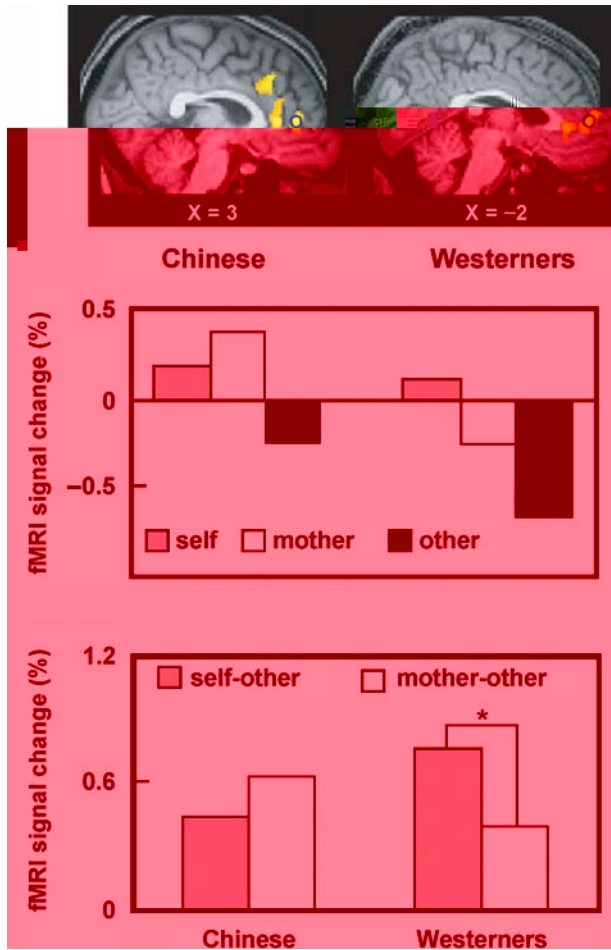 X = 3 X = –2
Chinese Westerners
fMRI signal change (%)
0.5
0
–0.5
self mother other
fMRI signal change (%)
1.2
0.6
0
self-other mother-other
*
Chinese Westerners